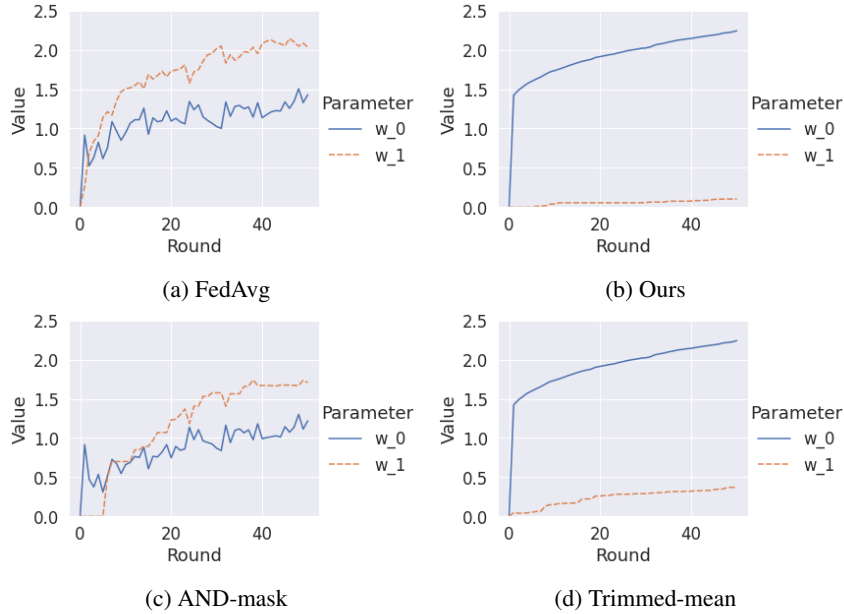 2.5
2.0
1.5
1.0
0.5
0.0
Value
0
20
40
Round
Parameter
w_0
w_1
(a) FedAvg
2.5
2.0
1.5
1.0
0.5
0.0
Value
0
20
40
Round
Parameter
w_0
w_1
(b) Ours
2.5
2.0
1.5
1.0
0.5
0.0
Value
0
20
40
Round
Parameter
w_0
w_1
(c) AND-mask
2.5
2.0
1.5
1.0
0.5
0.0
Value
0
20
40
Round
Parameter
w_0
w_1
(d) Trimmed-mean